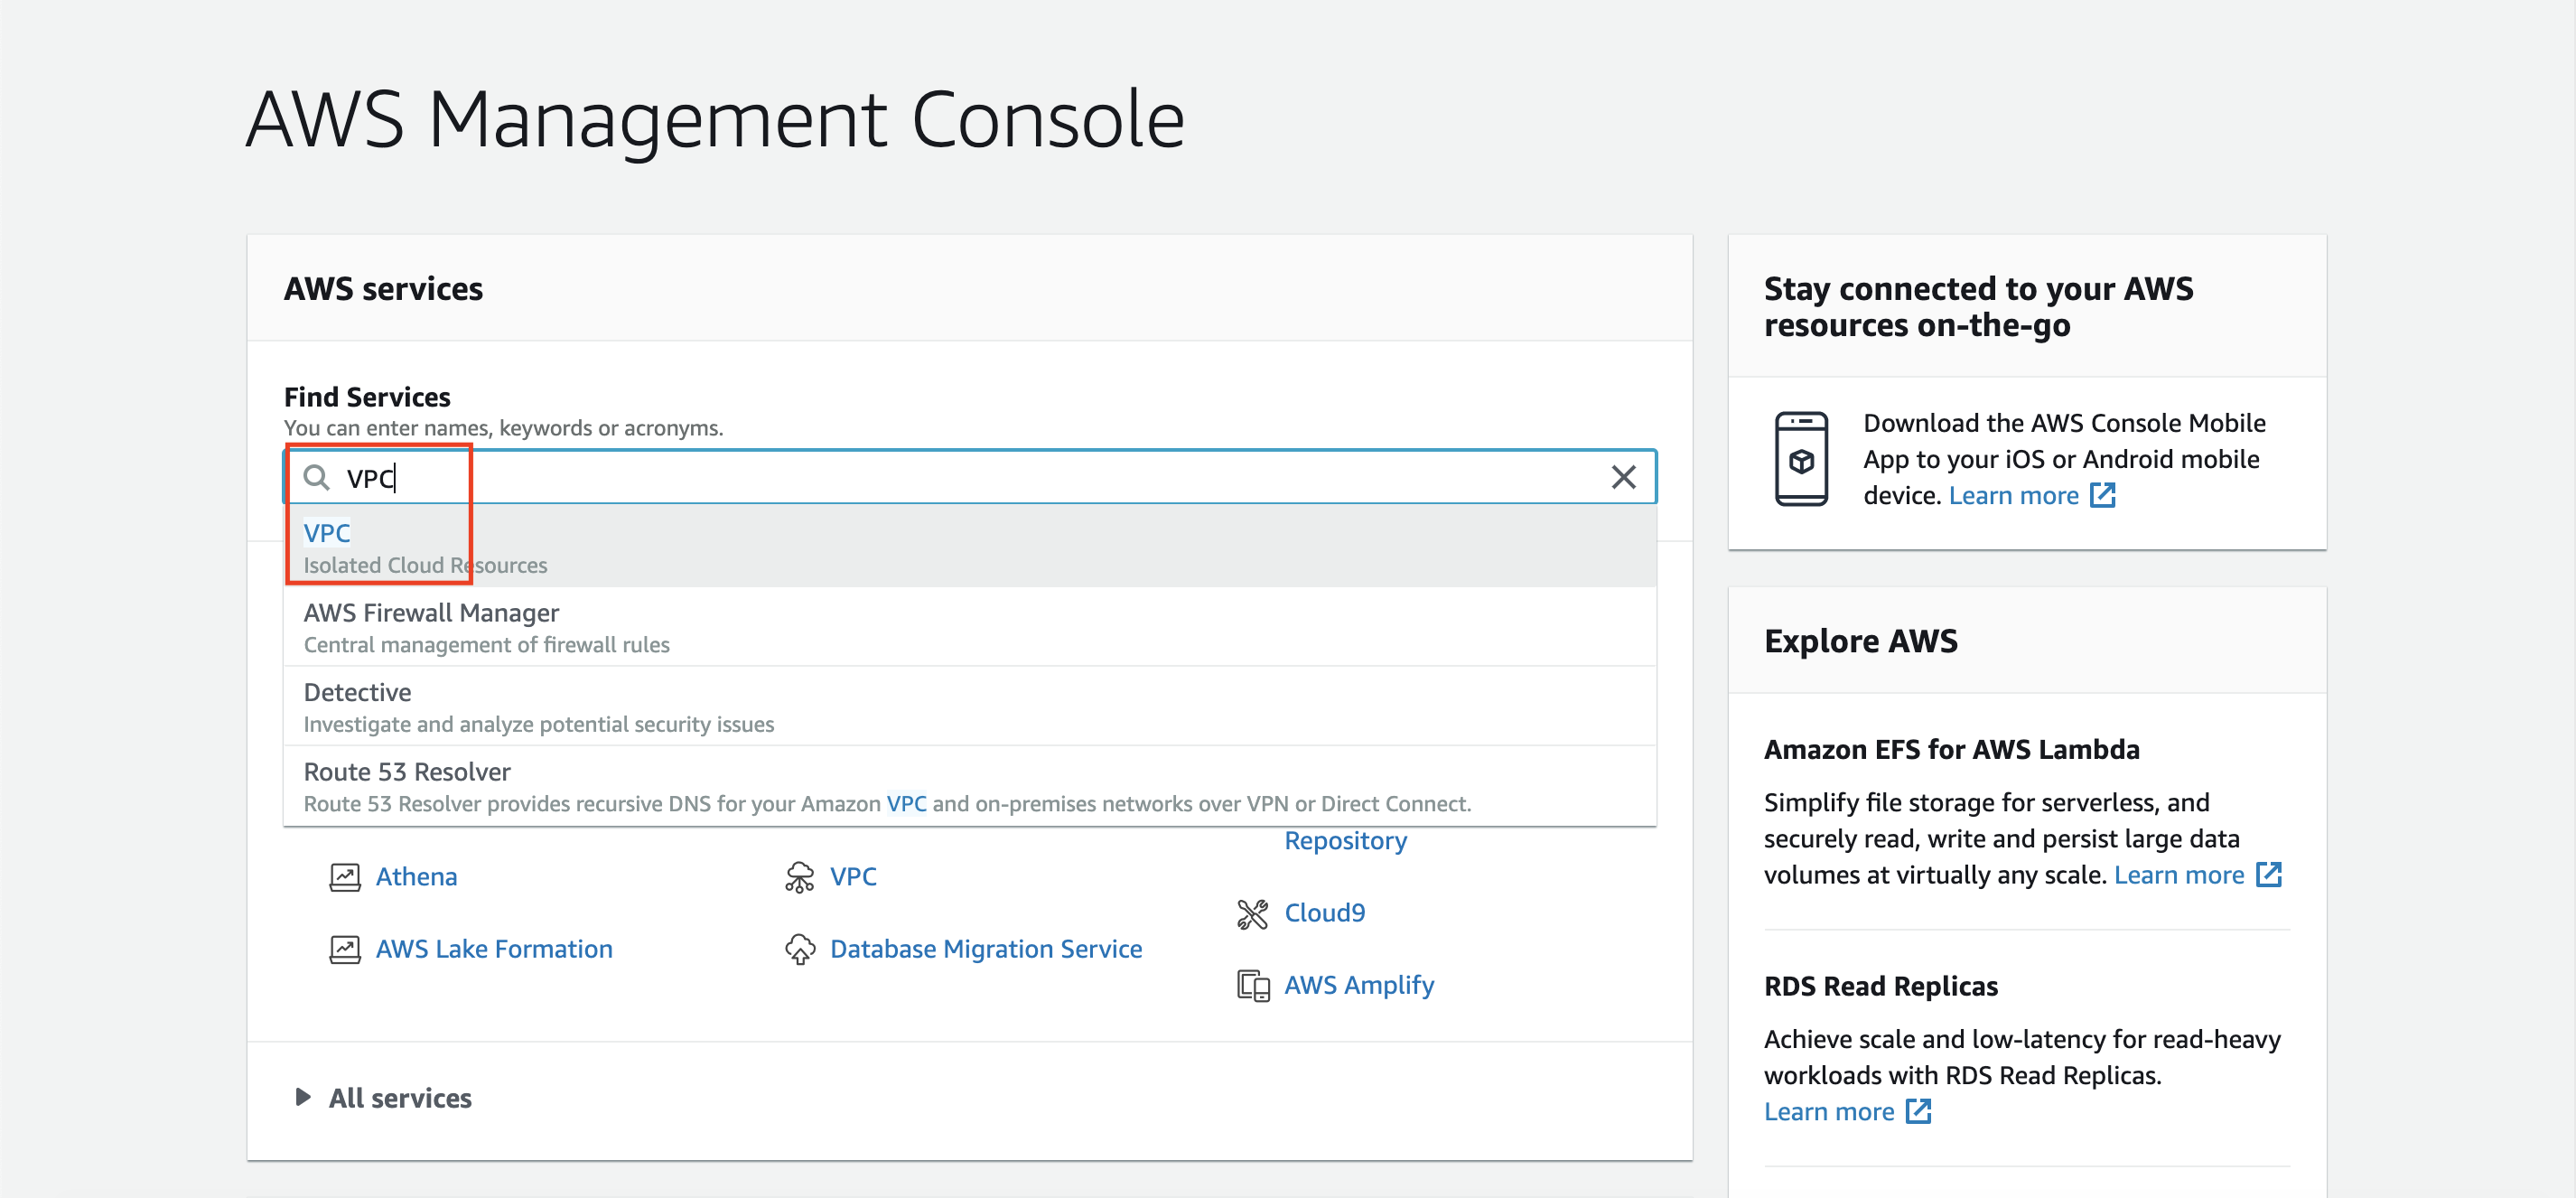 AWS Management Console
AWS services
Find Services
You can enter names, keywords or acronyms.
VPC
VPC
Isolated Cloud Resources
AWS Firewall Manager
Central management of firewall rules
Detective
Investigate and analyze potential security issues
Route 53 Resolver
Route 53 Resolver provides recursive DNS for your Amazon VPC and on-premises networks over VPN or Direct Connect.
Athena
AWS Lake Formation
VPC
Database Migration Service
Repository
Cloud9
AWS Amplify
All services
Stay connected to your AWS
resources on-the-go
Download the AWS Console Mobile
App to your iOS or Android mobile
device. Learn more
Explore AWS
Amazon EFS for AWS Lambda
Simplify file storage for serverless, and
securely read, write and persist large data
volumes at virtually any scale. Learn more
RDS Read Replicas
Achieve scale and low-latency for read-heavy
workloads with RDS Read Replicas.
Learn more